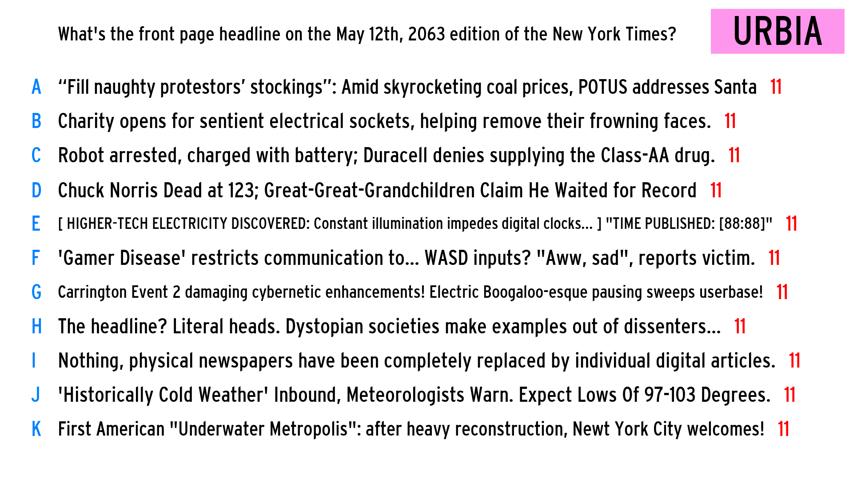 What's the front page headline on the May 12th, 2063 edition of the New York Times?
URBIA
A “Fill naughty protestors’ stockings”: Amid skyrocketing coal prices, POTUS addresses Santa 11
B Charity opens for sentient electrical sockets, helping remove their frowning faces. 11
C Robot arrested, charged with battery; Duracell denies supplying the Class-AA drug. 11
D Chuck Norris Dead at 123; Great-Great-Grandchildren Claim He Waited for Record 11
E [ HIGHER-TECH ELECTRICITY DISCOVERED: Constant illumination impedes digital clocks... ] "TIME PUBLISHED: [88:88]" 11
F 'Gamer Disease' restricts communication to... WASD inputs? "Aww, sad", reports victim. 11
G Carrington Event 2 damaging cybernetic enhancements! Electric Boogaloo-esque pausing sweeps userbase! 11
H The headline? Literal heads. Dystopian societies make examples out of dissenters... 11
I Nothing, physical newspapers have been completely replaced by individual digital articles. 11
J 'Historically Cold Weather' Inbound, Meteorologists Warn. Expect Lows Of 97-103 Degrees. 11
K First American "Underwater Metropolis": after heavy reconstruction, Newt York City welcomes! 11